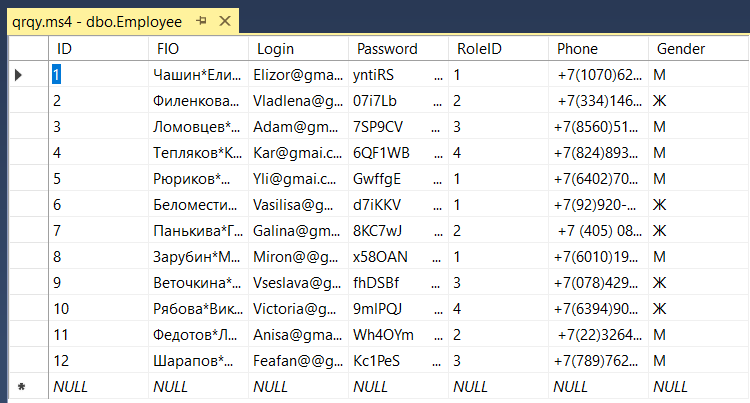 qrqy.ms4 - dbo.Employee
ID FIO Login Password RoleID Phone Gender
1 Чашин*Ели... Elizor@gma... yntiRS ... 1 +7(1070)62... М
2 Филенкова... Vladlena@g... 07i7Lb ... 2 +7(334)146... Ж
3 Ломовцев*... Adam@gm... 7SP9CV ... 3 +7(8560)51... М
4 Тепляков*К... Kar@gmai.c... 6QF1WB ... 4 +7(824)893... М
5 Рюриков*... Yli@gmai.c... GwffgE ... 1 +7(6402)70... М
6 Беломести... Vasilisa@g... d7iKKV ... 1 +7(92)920-... Ж
7 Панькива*Г... Galina@gm... 8KC7wJ ... 2 +7 (405) 08... Ж
8 Зарубин*М... Miron@@g... x58OAN ... 1 +7(6010)19... М
9 Веточкина*... Vseslava@g... fhDSBf ... 3 +7(078)429... Ж
10 Рябова*Вик... Victoria@g... 9mlPQJ ... 4 +7(6394)90... Ж
11 Федотов*Л... Anisa@gma... Wh4OYm ... 2 +7(22)3264... М
12 Шарапов*... Feafan@@g... Kc1PeS ... 3 +7(789)762... М
* NULL NULL NULL NULL NULL NULL NULL